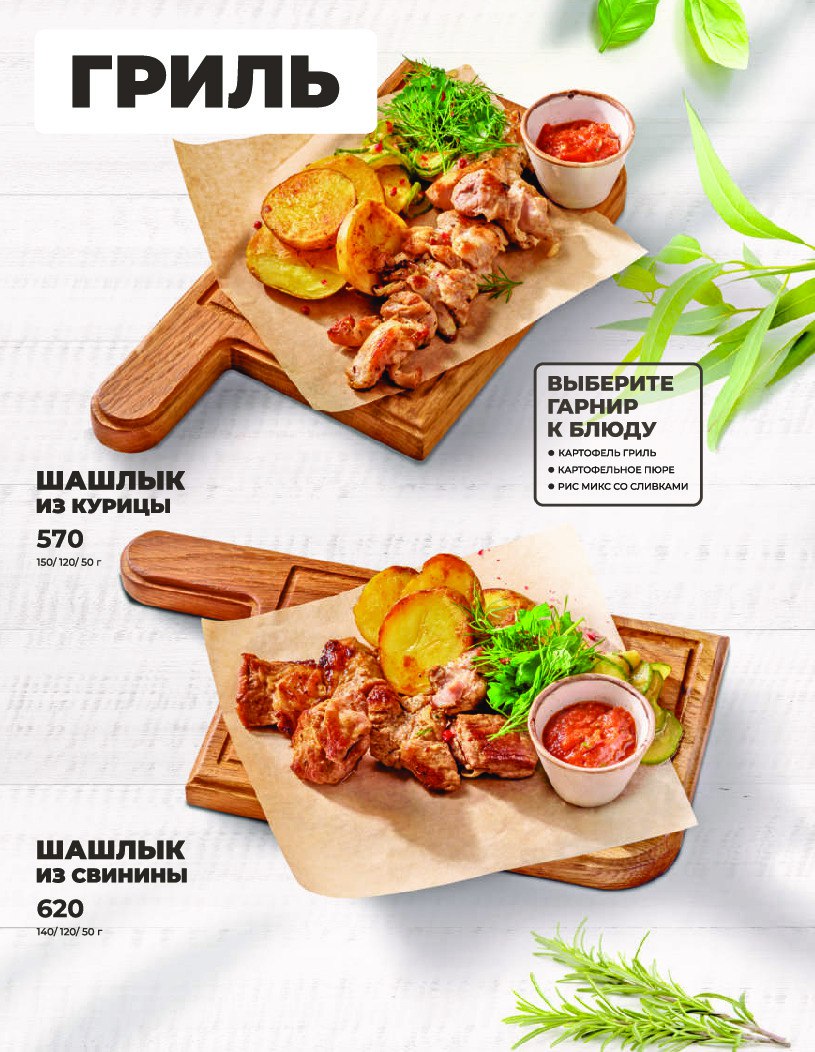 ГРИЛЬ
ВЫБЕРИТЕ
ГАРНИР
К БЛЮДУ
● КАРТОФЕЛЬ ГРИЛЬ
● КАРТОФЕЛЬНОЕ ПЮРЕ
● РИС МИКС СО СЛИВКАМИ
ШАШЛЫК
ИЗ КУРИЦЫ
570
150/ 120/ 50 г
ШАШЛЫК
ИЗ СВИНИНЫ
620
140/ 120/ 50 г